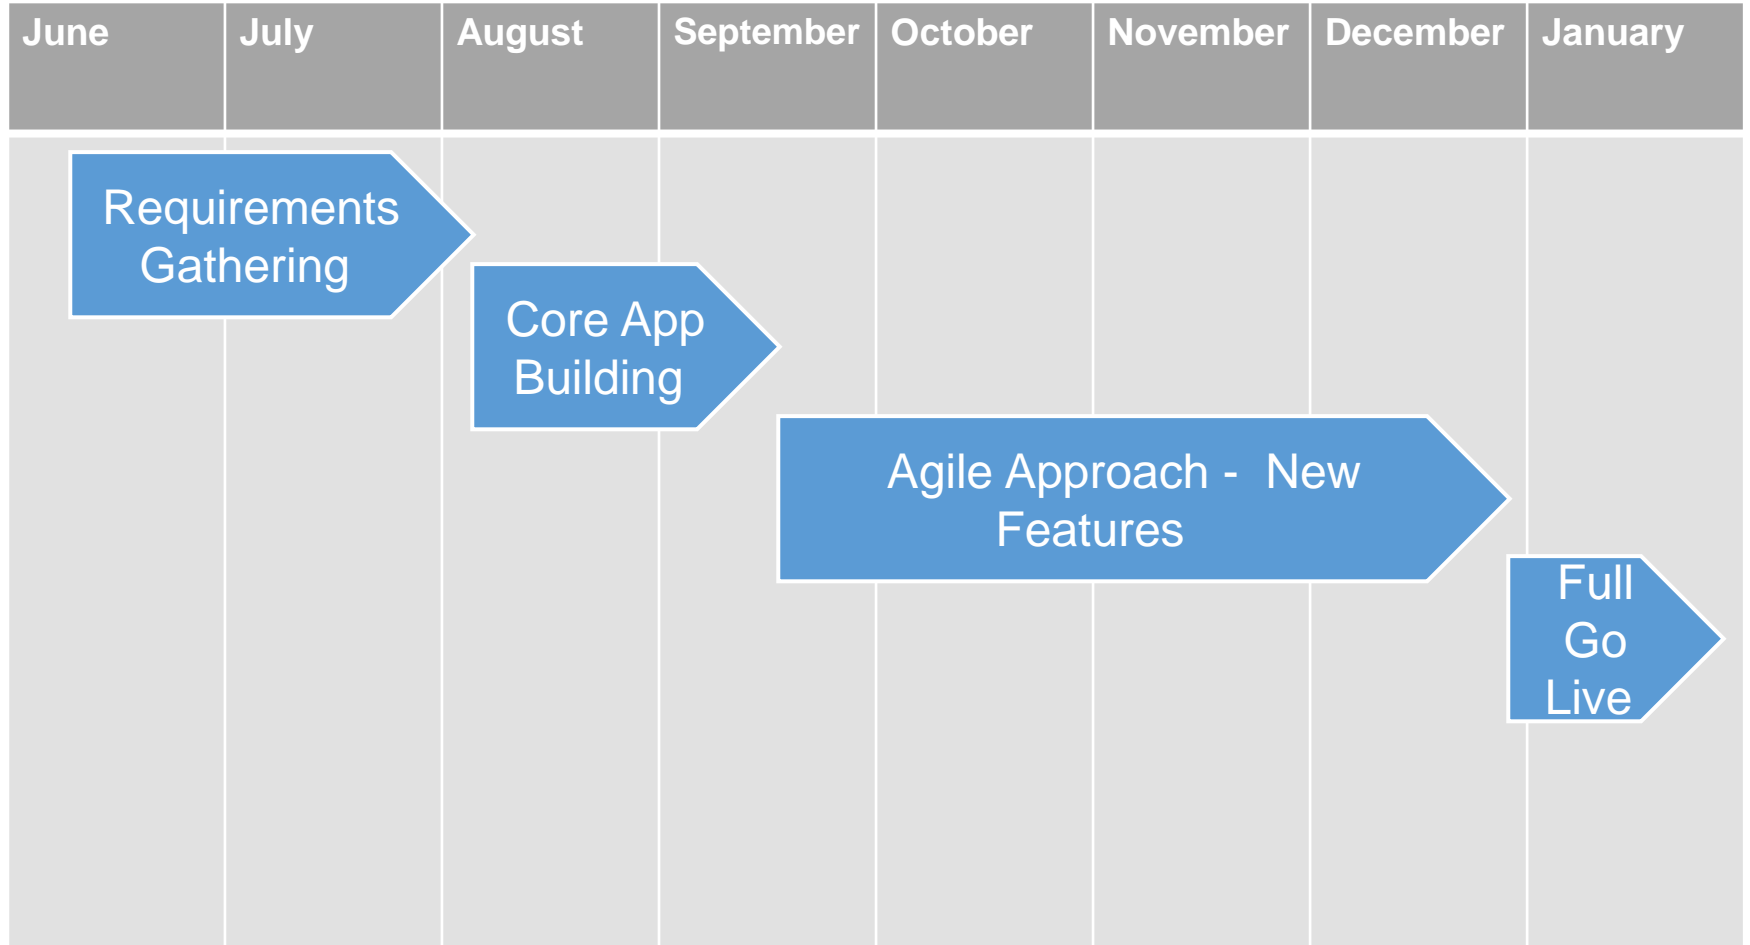 June July August September October November December January
Requirements
Gathering
Core App
Building
Agile Approach -  New
Features
Full
Go
Live